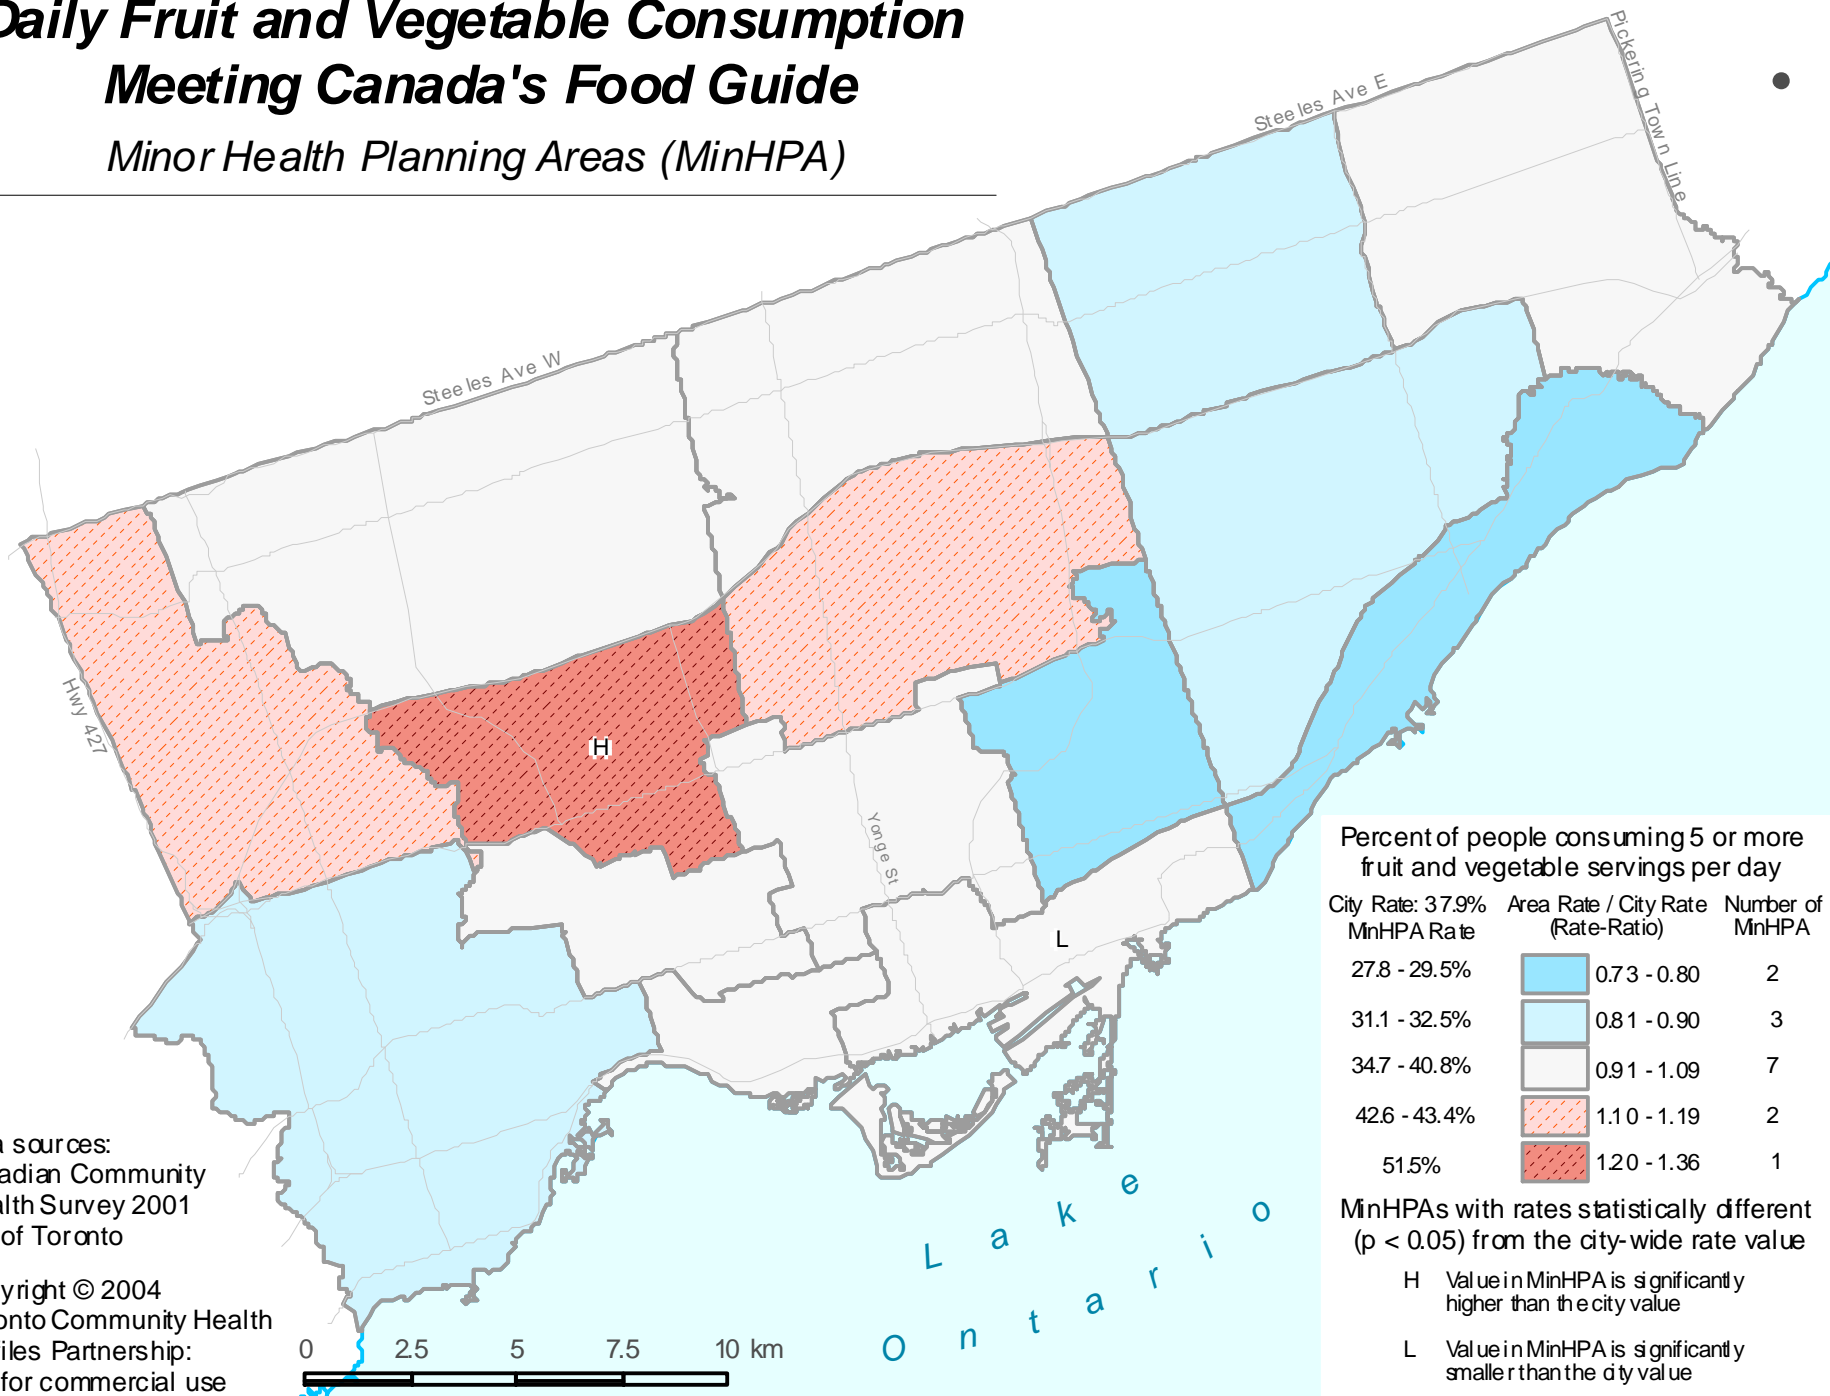 Daily Fruit and Vegetable Consumption
Meeting Canada's Food Guide
Minor Health Planning Areas (MinHPA)
Steeles Ave E
Pickering Town Line
Steeles Ave W
Hwy 427
H
Yonge St
L
Percent of people consuming 5 or more
fruit and vegetable servings per day
City Rate: 37.9% Area Rate / City Rate Number of
MinHPA Rate (Rate-Ratio) MinHPA
27.8 - 29.5% 0.73 - 0.80 2
31.1 - 32.5% 0.81 - 0.90 3
34.7 - 40.8% 0.91 - 1.09 7
42.6 - 43.4% 1.10 - 1.19 2
51.5% 1.20 - 1.36 1
MinHPAs with rates statistically different
(p < 0.05) from the city-wide rate value
H Value in MinHPA is significantly
higher than the city value
L Value in MinHPA is significantly
smaller than the city value
Lake
Ontario
a sources:
adian Community
alth Survey 2001
of Toronto
yright © 2004
onto Community Health
iles Partnership:
for commercial use
0 2.5 5 7.5 10 km